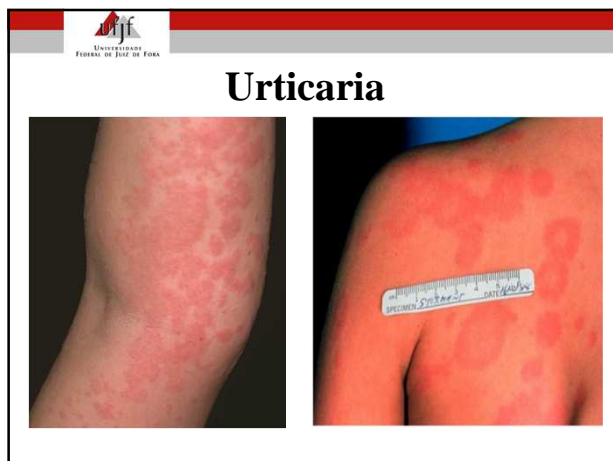 ufjf
UNIVERSIDADE
FEDERAL DE JUIZ DE FORA
Urticaria
SPECIMEN
DATE